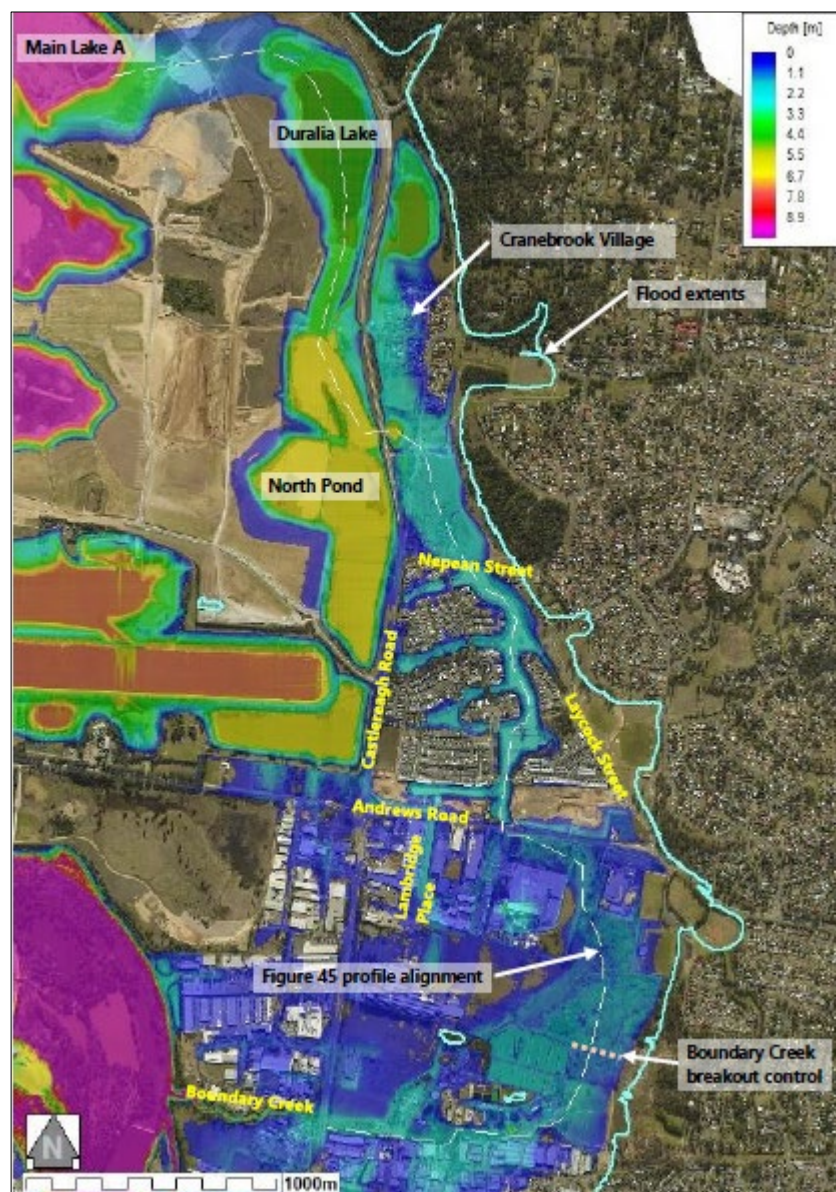 Main Lake A
Depth [m]
0
1.1
2.2
3.3
4.4
5.5
6.7
7.8
8.9
Duralia Lake
Cranebrook Village
Flood extents
North Pond
Nepean Street
Castlereagh Road
Laycock Street
Andrews Road
Lambridge
Place
Figure 45 profile alignment
Boundary Creek
breakout control
Boundary Creek
N
1000m